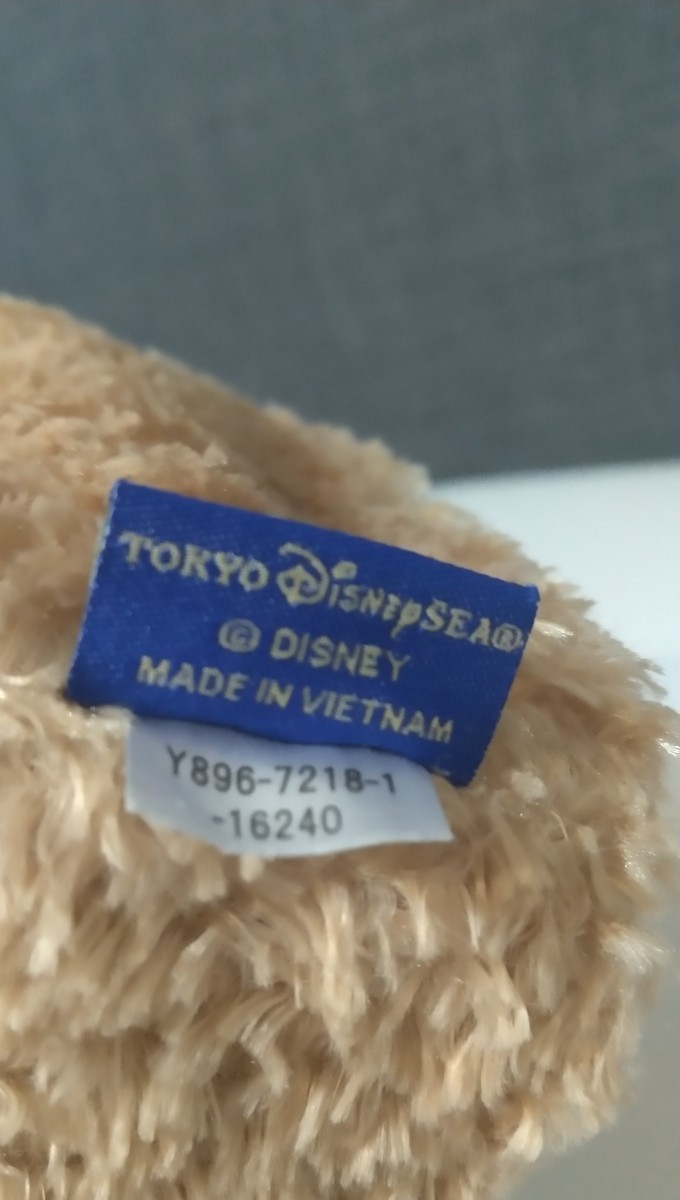 TOKYO DISNEYSEA®
© DISNEY
MADE IN VIETNAM
Y896-7218-1
-16240